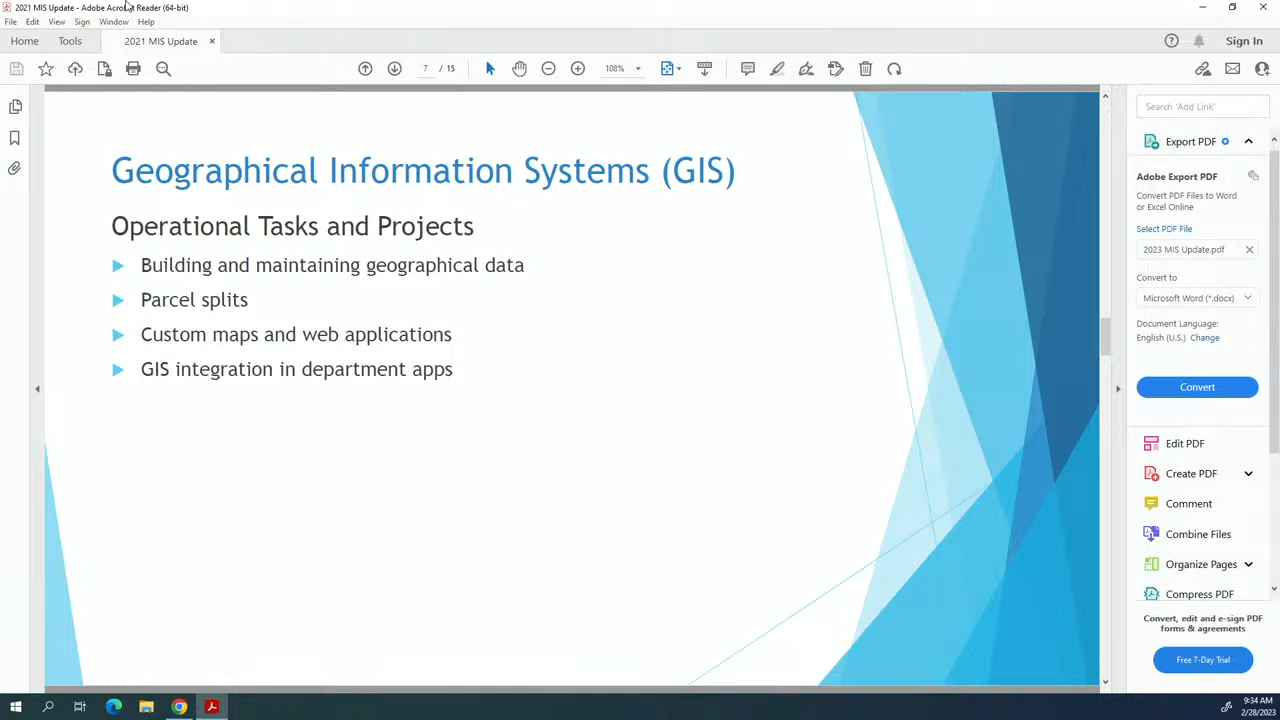 2021 MIS Update - Adobe Acrobat Reader (64-bit)
File Edit View Sign Window Help
Home Tools 2021 MIS Update × Sign In
7 / 15 108%
Search 'Add Link'
Export PDF
Adobe Export PDF
Convert PDF Files to Word
or Excel Online
Select PDF File
2023 MIS Update.pdf
Convert to
Microsoft Word (*.docx)
Document Language:
English (U.S.) Change
Convert
Edit PDF
Create PDF
Comment
Combine Files
Organize Pages
Compress PDF
Convert, edit and e-sign PDF
forms & agreements
Free 7-Day Trial
Geographical Information Systems (GIS)
Operational Tasks and Projects
Building and maintaining geographical data
Parcel splits
Custom maps and web applications
GIS integration in department apps
9:34 AM
2/28/2023